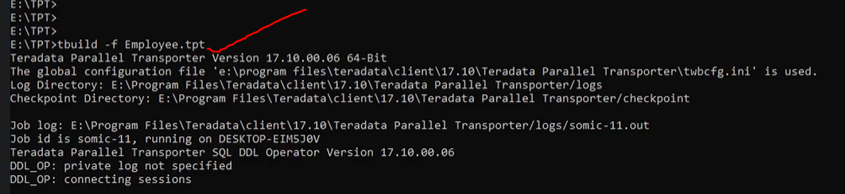 E:\TPT>
E:\TPT>
E:\TPT>
E:\TPT>tbuild -f Employee.tpt
Teradata Parallel Transporter Version 17.10.00.06 64-Bit
The global configuration file 'e:\program files\teradata\client\17.10\Teradata Parallel Transporter\twbcfg.ini' is used.
Log Directory: E:\Program Files\Teradata\client\17.10\Teradata Parallel Transporter/logs
Checkpoint Directory: E:\Program Files\Teradata\client\17.10\Teradata Parallel Transporter/checkpoint
Job log: E:\Program Files\Teradata\client\17.10\Teradata Parallel Transporter/logs/somic-11.out
Job id is somic-11, running on DESKTOP-EIM5J0V
Teradata Parallel Transporter SQL DDL Operator Version 17.10.00.06
DDL_OP: private log not specified
DDL_OP: connecting sessions